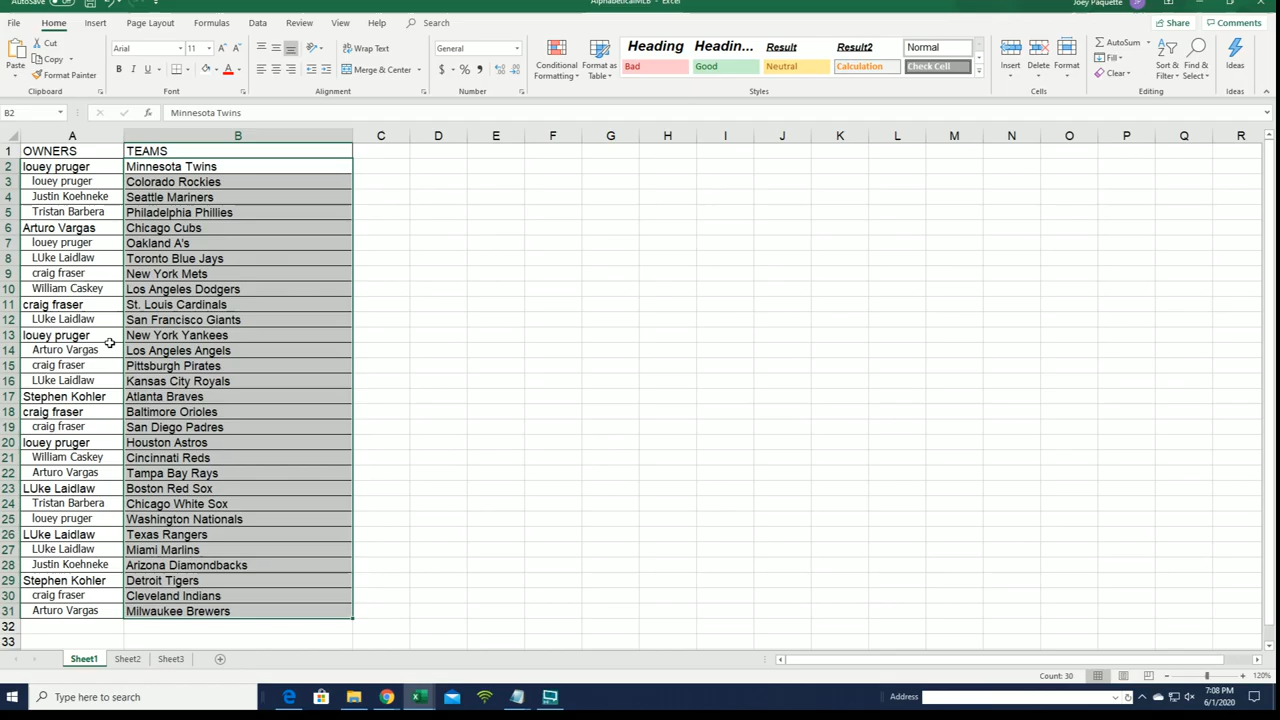 AutoSave Off AlphabeticalMLB - Excel Joey Paquette JP
File Home Insert Page Layout Formulas Data Review View Help Search Share Comments
Paste Cut Copy Format Painter Clipboard
Arial 11 A A B I U A Font
Wrap Text Merge & Center Alignment
General $ % Number
Conditional Formatting Format as Table
Heading Headin... Result Result2 Normal
Bad Good Neutral Calculation Check Cell
Styles
Insert Delete Format Cells
AutoSum Fill Clear Sort & Filter Find & Select Editing
Ideas Ideas
B2 fx Minnesota Twins
A B C D E F G H I J K L M N O P Q R
1 OWNERS TEAMS
2 louey pruger Minnesota Twins
3 louey pruger Colorado Rockies
4 Justin Koehneke Seattle Mariners
5 Tristan Barbera Philadelphia Phillies
6 Arturo Vargas Chicago Cubs
7 louey pruger Oakland A's
8 LUke Laidlaw Toronto Blue Jays
9 craig fraser New York Mets
10 William Caskey Los Angeles Dodgers
11 craig fraser St. Louis Cardinals
12 LUke Laidlaw San Francisco Giants
13 louey pruger New York Yankees
14 Arturo Vargas Los Angeles Angels
15 craig fraser Pittsburgh Pirates
16 LUke Laidlaw Kansas City Royals
17 Stephen Kohler Atlanta Braves
18 craig fraser Baltimore Orioles
19 craig fraser San Diego Padres
20 louey pruger Houston Astros
21 William Caskey Cincinnati Reds
22 Arturo Vargas Tampa Bay Rays
23 LUke Laidlaw Boston Red Sox
24 Tristan Barbera Chicago White Sox
25 louey pruger Washington Nationals
26 LUke Laidlaw Texas Rangers
27 LUke Laidlaw Miami Marlins
28 Justin Koehneke Arizona Diamondbacks
29 Stephen Kohler Detroit Tigers
30 craig fraser Cleveland Indians
31 Arturo Vargas Milwaukee Brewers
32
33
Sheet1 Sheet2 Sheet3
Count: 30 120%
Type here to search Address 7:08 PM
6/1/2020